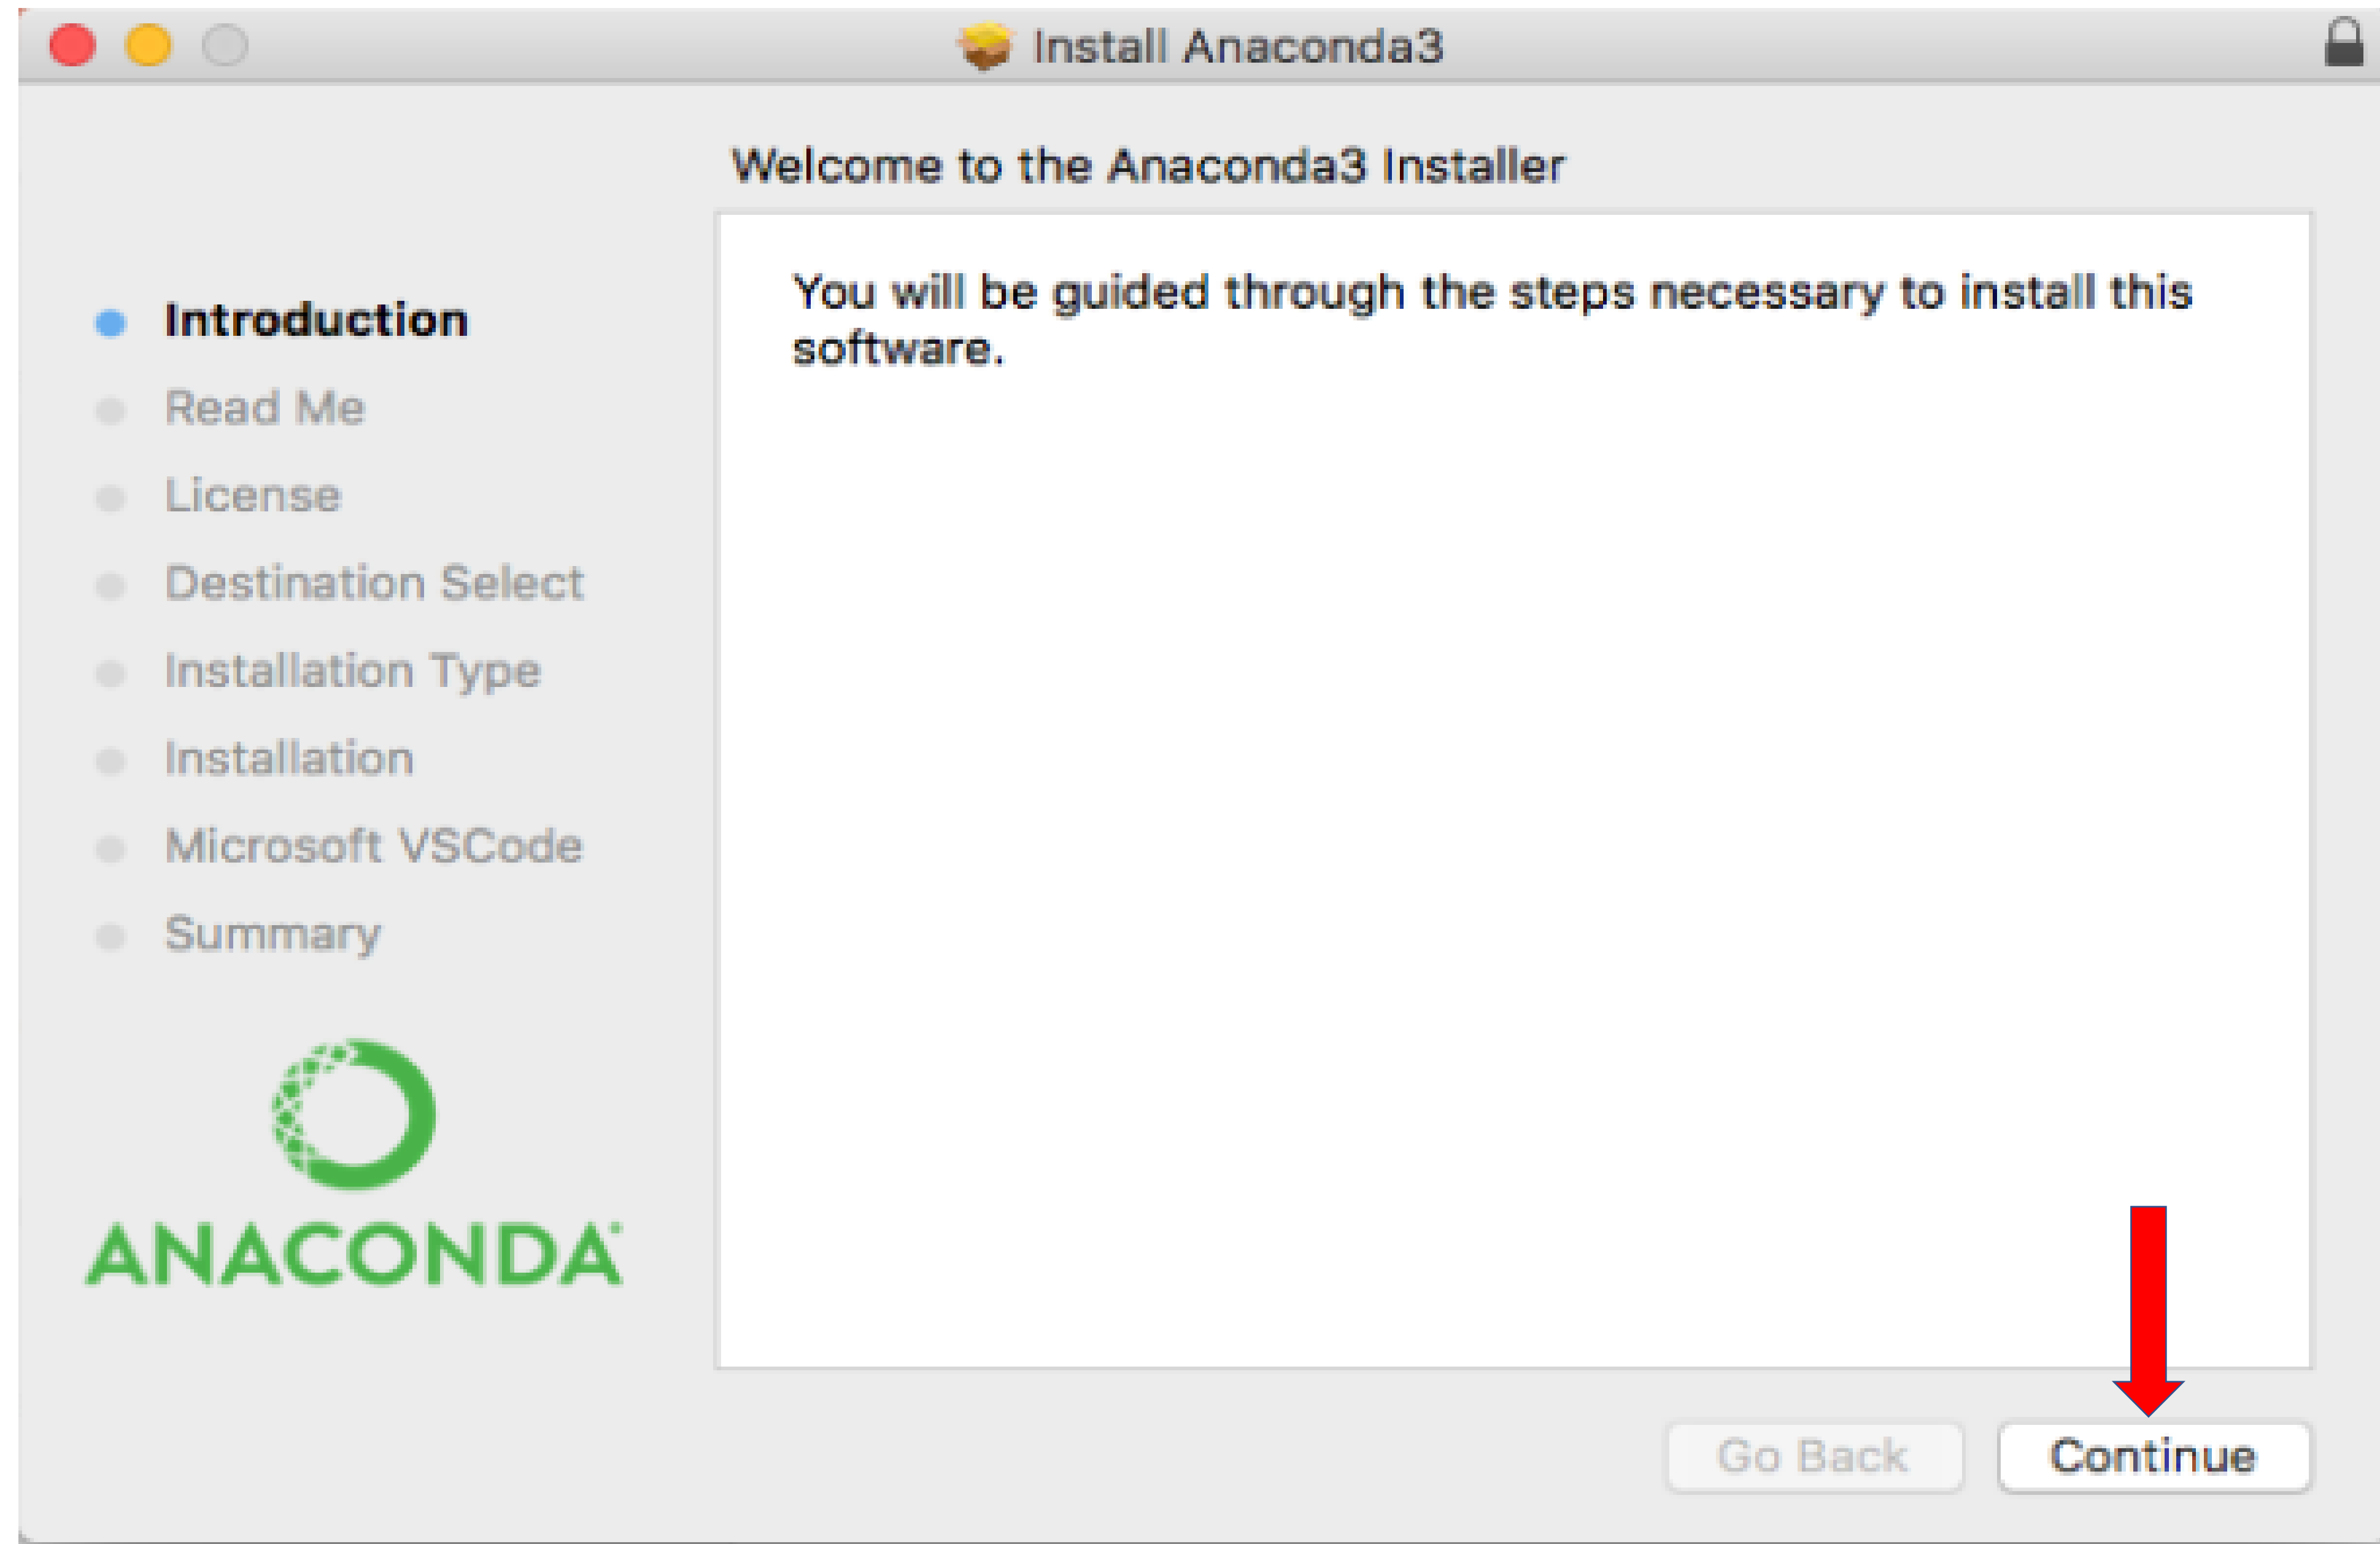 Install Anaconda3
Welcome to the Anaconda3 Installer
Introduction
Read Me
License
Destination Select
Installation Type
Installation
Microsoft VSCode
Summary
ANACONDA
You will be guided through the steps necessary to install this
software.
Go Back
Continue